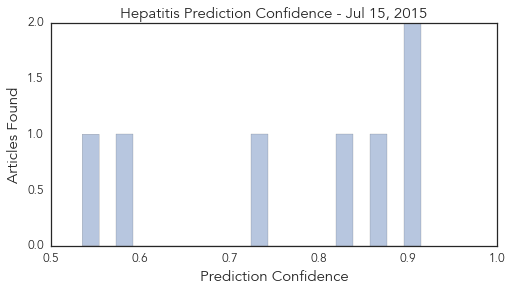 Hepatitis Prediction Confidence - Jul 15, 2015
Articles Found
2.0
1.5
1.0
0.5
0.0
0.5 0.6 0.7 0.8 0.9 1.0
Prediction Confidence